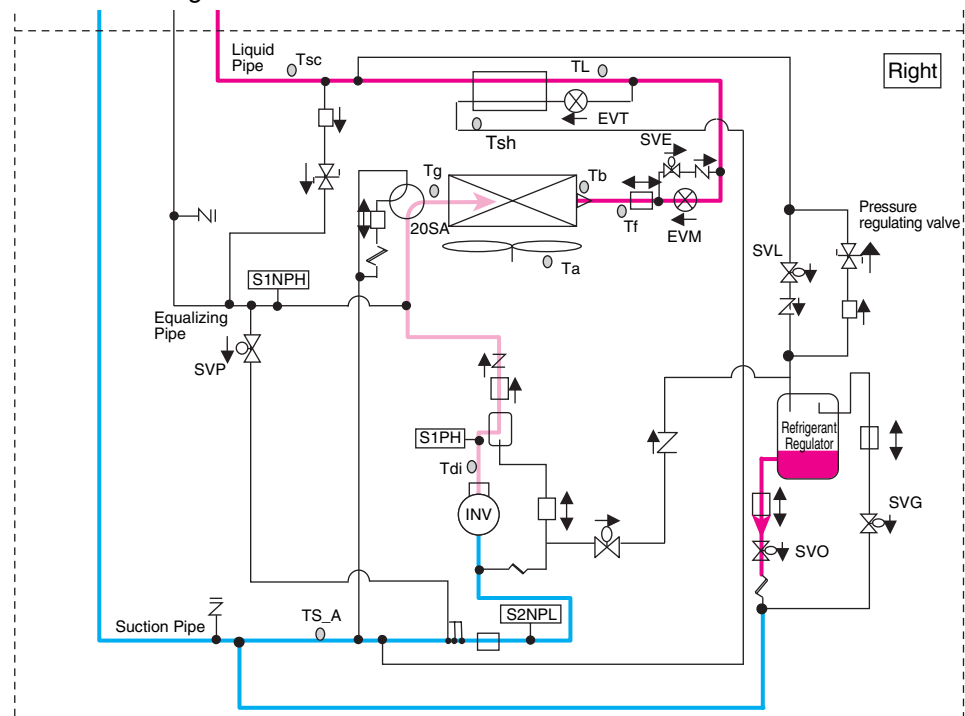 Liquid
Pipe
Tsc
TL
Right
EVT
Tsh
SVE
Tg
Tb
20SA
Tf
EVM
Ta
Pressure
regulating valve
SVL
S1NPH
Equalizing
Pipe
SVP
S1PH
Tdi
INV
Refrigerant
Regulator
SVG
SVO
Suction Pipe
TS_A
S2NPL